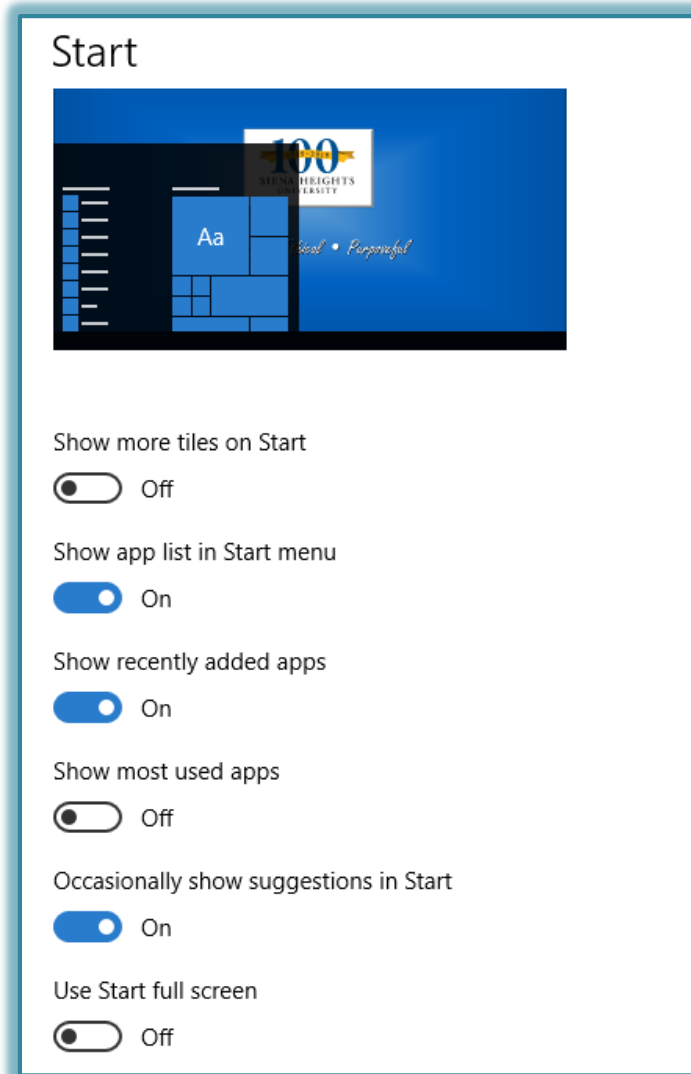 Start
100
SIENA HEIGHTS
UNIVERSITY
Aa
• Purposeful
Show more tiles on Start
Off
Show app list in Start menu
On
Show recently added apps
On
Show most used apps
Off
Occasionally show suggestions in Start
On
Use Start full screen
Off